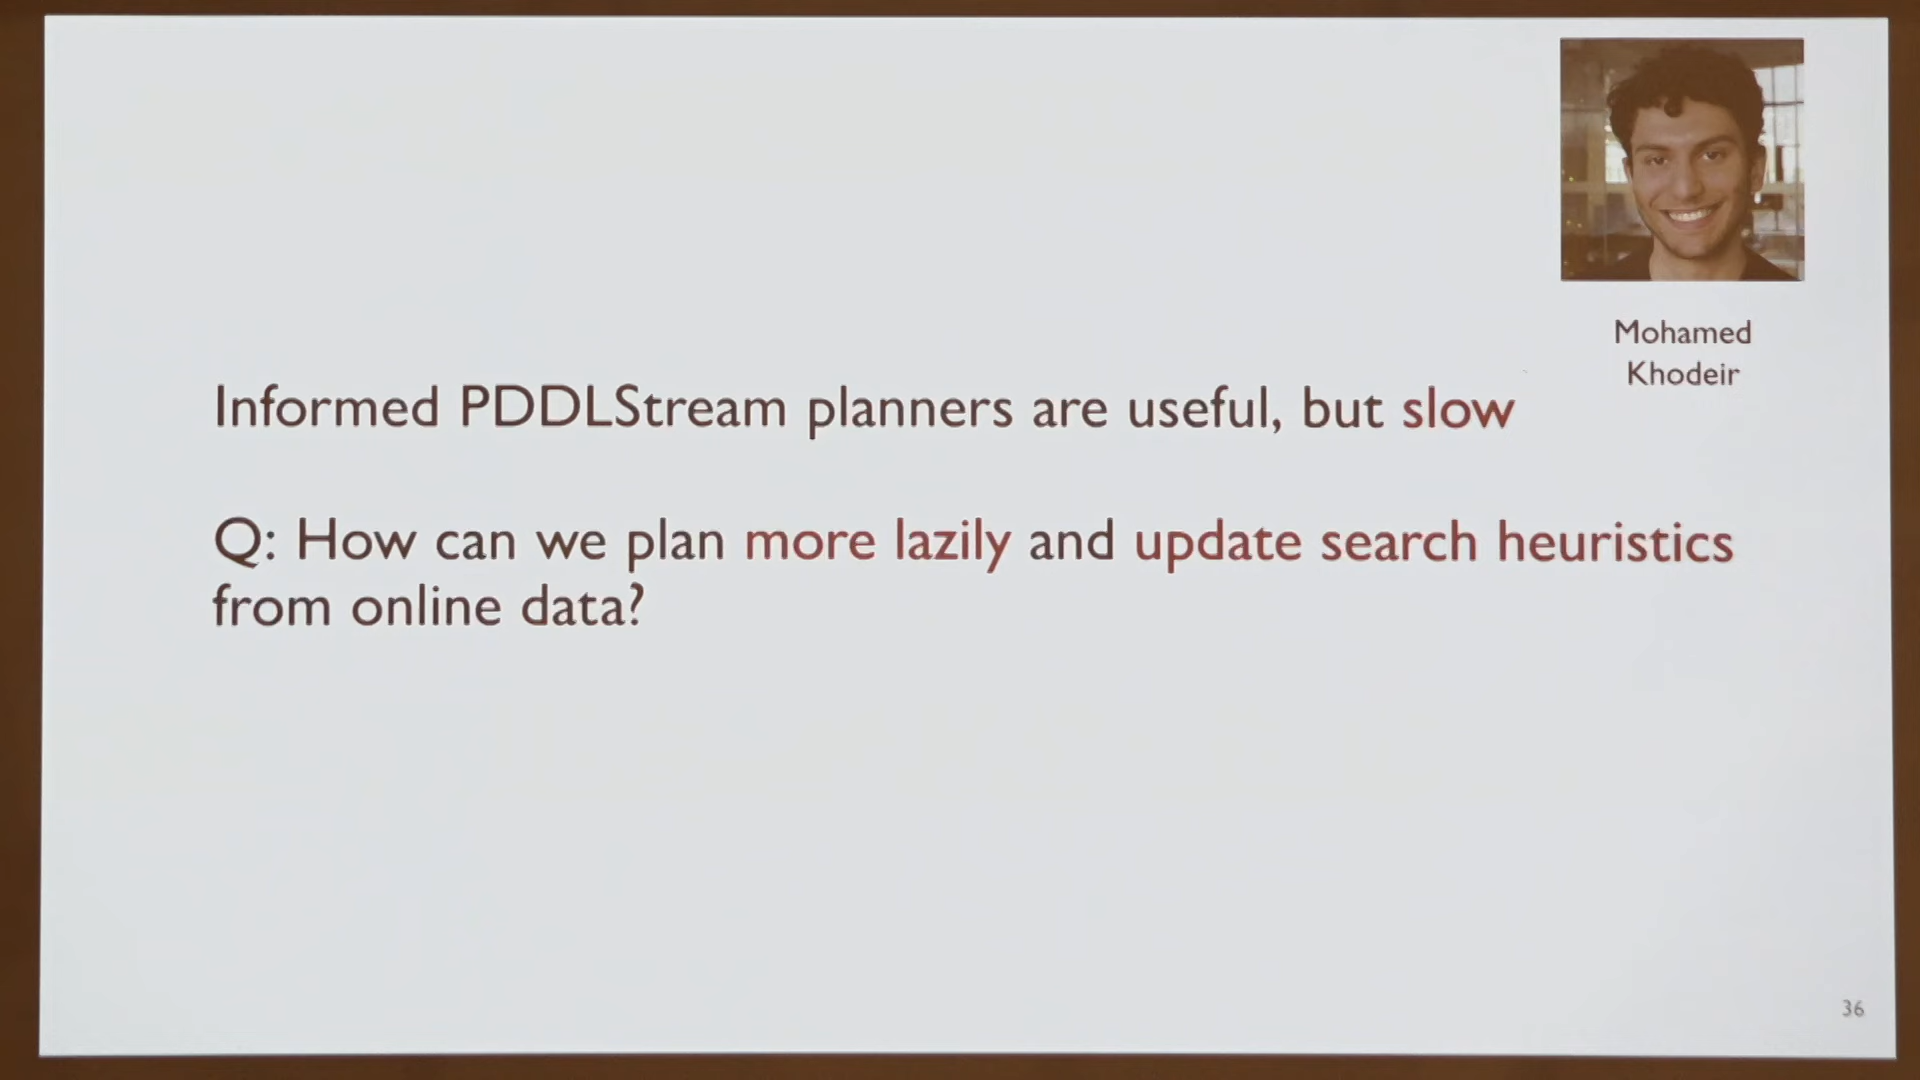 Mohamed
Khodeir
Informed PDDLStream planners are useful, but slow
Q: How can we plan more lazily and update search heuristics
from online data?
36